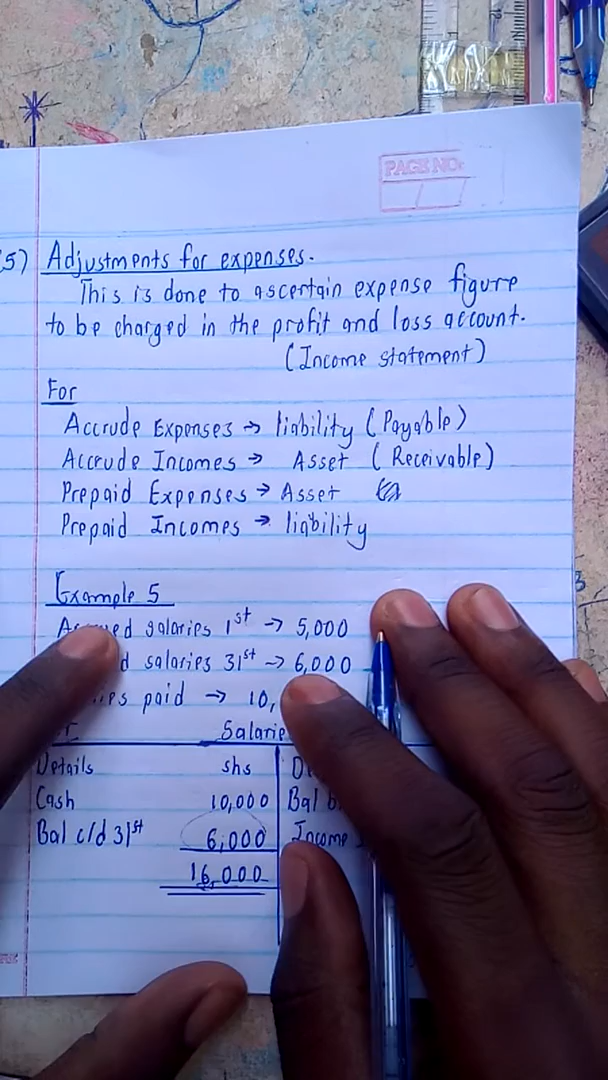 PAGE NO:
5) Adjustments for expenses.
This is done to ascertain expense figure
to be charged in the profit and loss account.
(Income statement)
For
Accrude Expenses → liability (Payable)
Accrude Incomes → Asset (Receivable)
Prepaid Expenses → Asset
Prepaid Incomes → liability
Example 5
salaries 1st → 5,000
salaries 31st → 6,000
paid → 10,
Details shs
Cash 10,000 Bal
Bal c/d 31st 6,000 Income
16,000